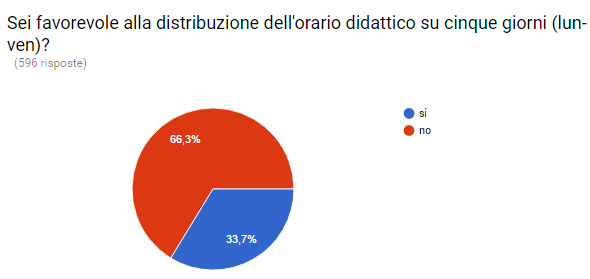 Sei favorevole alla distribuzione dell'orario didattico su cinque giorni (lun-
ven)?
(596 risposte)
sì
no
66,3%
33,7%